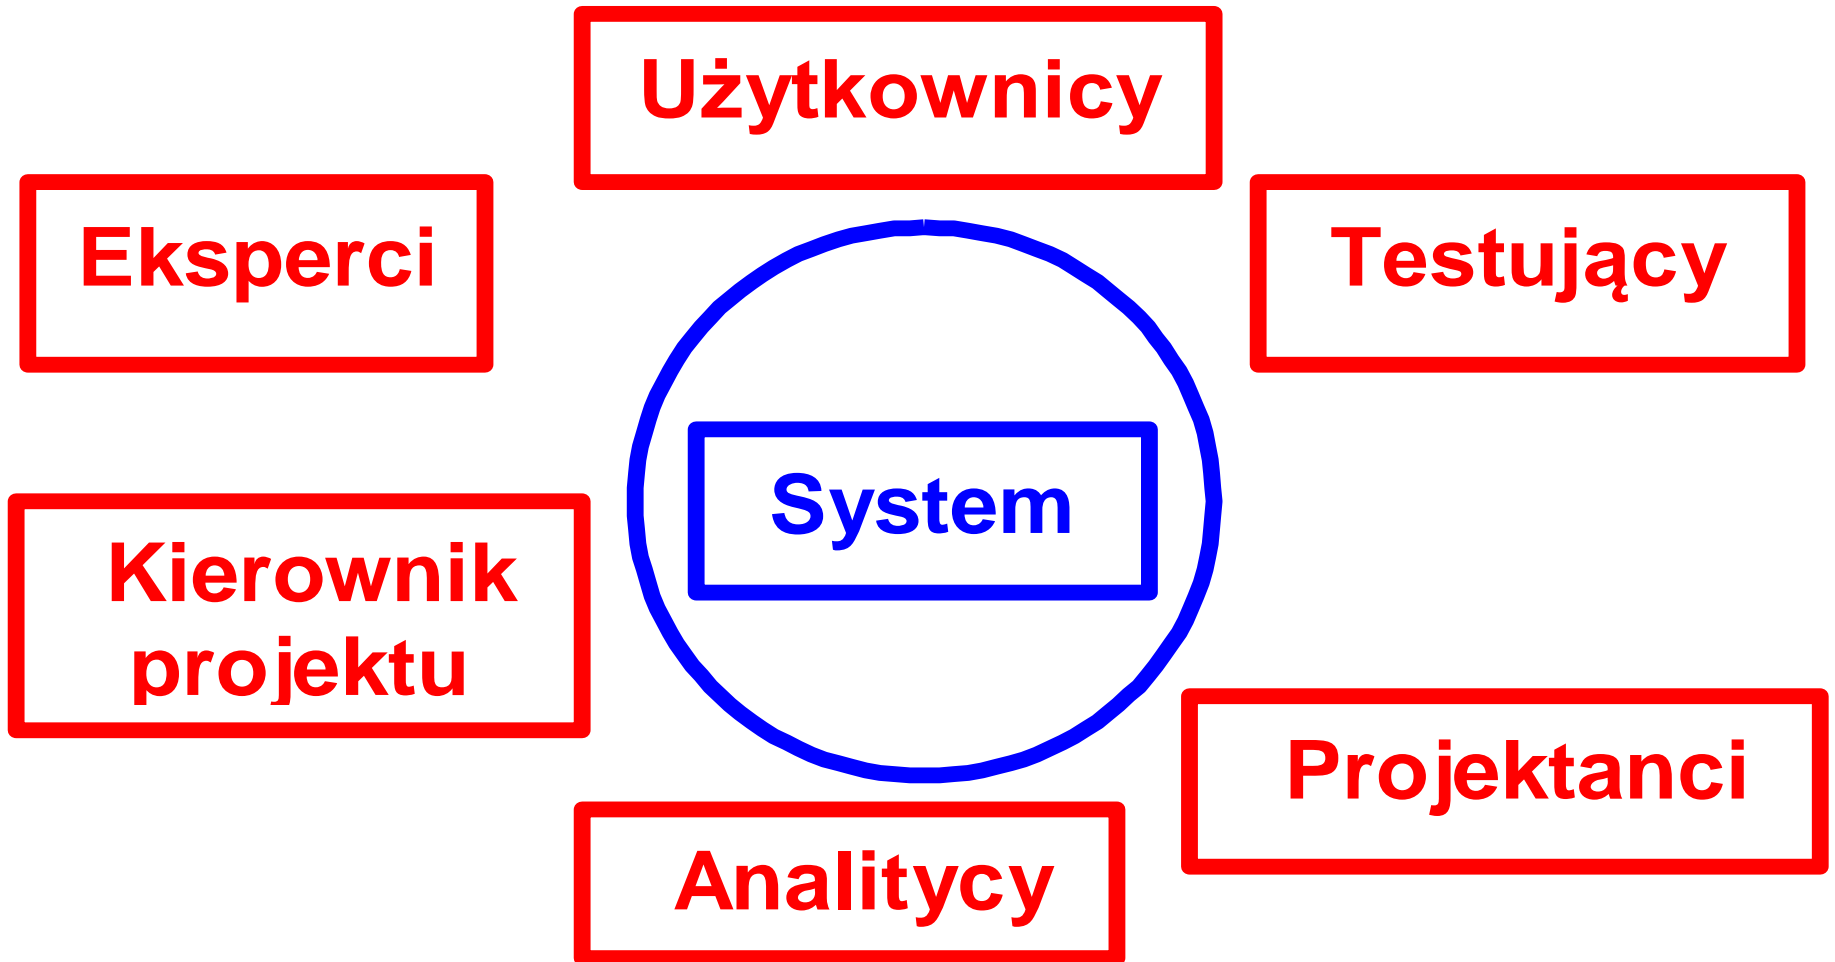 Użytkownicy
Eksperci
Testujący
System
Kierownik
projektu
Projektanci
Analitycy